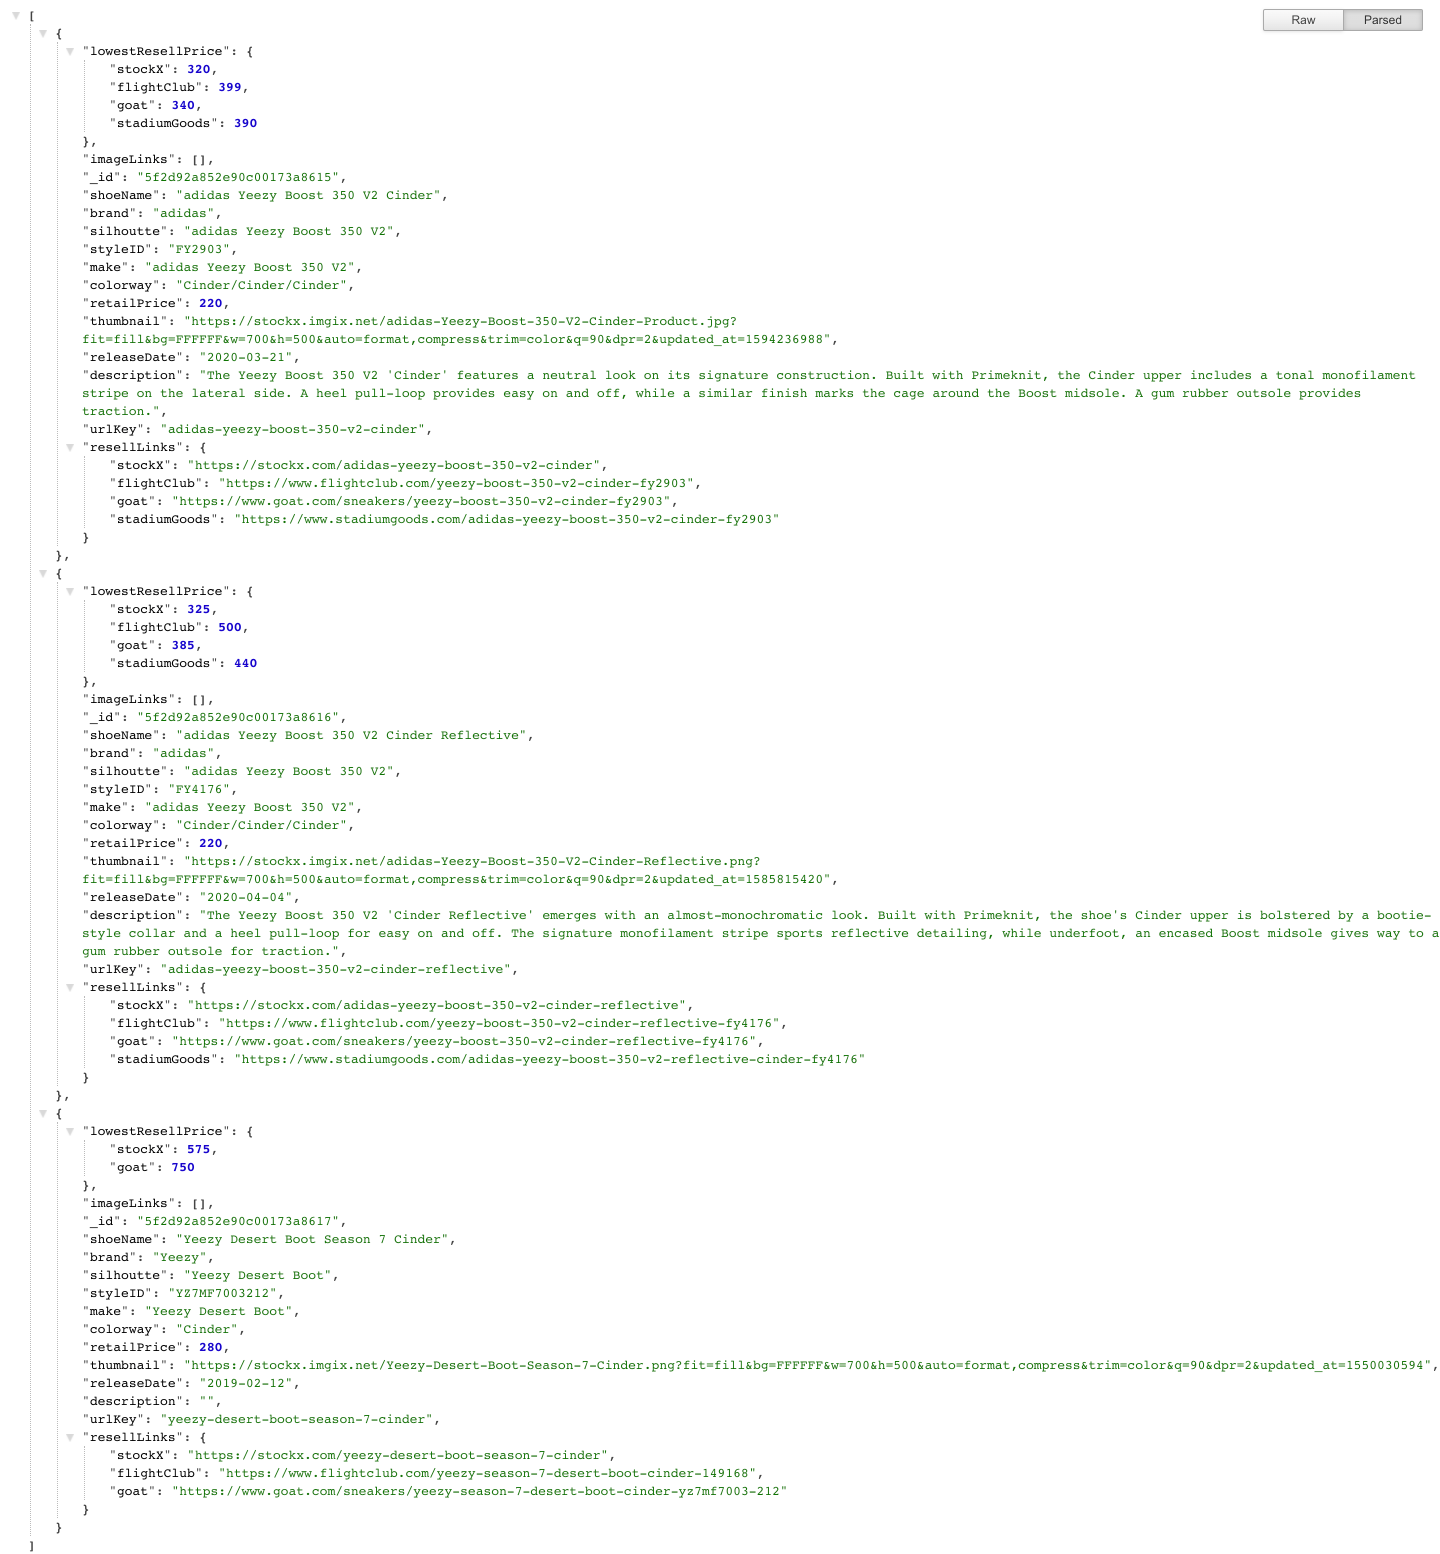 Raw Parsed
[
{
"lowestResellPrice": {
"stockX": 320,
"flightClub": 399,
"goat": 340,
"stadiumGoods": 390
},
"imageLinks": [],
"_id": "5f2d92a852e90c00173a8615",
"shoeName": "adidas Yeezy Boost 350 V2 Cinder",
"brand": "adidas",
"silhoutte": "adidas Yeezy Boost 350 V2",
"styleID": "FY2903",
"make": "adidas Yeezy Boost 350 V2",
"colorway": "Cinder/Cinder/Cinder",
"retailPrice": 220,
"thumbnail": "https://stockx.imgix.net/adidas-Yeezy-Boost-350-V2-Cinder-Product.jpg?
fit=fill&bg=FFFFFF&w=700&h=500&auto=format,compress&trim=color&q=90&dpr=2&updated_at=1594236988",
"releaseDate": "2020-03-21",
"description": "The Yeezy Boost 350 V2 'Cinder' features a neutral look on its signature construction. Built with Primeknit, the Cinder upper includes a tonal monofilament
stripe on the lateral side. A heel pull-loop provides easy on and off, while a similar finish marks the cage around the Boost midsole. A gum rubber outsole provides
traction.",
"urlKey": "adidas-yeezy-boost-350-v2-cinder",
"resellLinks": {
"stockX": "https://stockx.com/adidas-yeezy-boost-350-v2-cinder",
"flightClub": "https://www.flightclub.com/yeezy-boost-350-v2-cinder-fy2903",
"goat": "https://www.goat.com/sneakers/yeezy-boost-350-v2-cinder-fy2903",
"stadiumGoods": "https://www.stadiumgoods.com/adidas-yeezy-boost-350-v2-cinder-fy2903"
}
},
{
"lowestResellPrice": {
"stockX": 325,
"flightClub": 500,
"goat": 385,
"stadiumGoods": 440
},
"imageLinks": [],
"_id": "5f2d92a852e90c00173a8616",
"shoeName": "adidas Yeezy Boost 350 V2 Cinder Reflective",
"brand": "adidas",
"silhoutte": "adidas Yeezy Boost 350 V2",
"styleID": "FY4176",
"make": "adidas Yeezy Boost 350 V2",
"colorway": "Cinder/Cinder/Cinder",
"retailPrice": 220,
"thumbnail": "https://stockx.imgix.net/adidas-Yeezy-Boost-350-V2-Cinder-Reflective.png?
fit=fill&bg=FFFFFF&w=700&h=500&auto=format,compress&trim=color&q=90&dpr=2&updated_at=1585815420",
"releaseDate": "2020-04-04",
"description": "The Yeezy Boost 350 V2 'Cinder Reflective' emerges with an almost-monochromatic look. Built with Primeknit, the shoe's Cinder upper is bolstered by a bootie-
style collar and a heel pull-loop for easy on and off. The signature monofilament stripe sports reflective detailing, while underfoot, an encased Boost midsole gives way to a
gum rubber outsole for traction.",
"urlKey": "adidas-yeezy-boost-350-v2-cinder-reflective",
"resellLinks": {
"stockX": "https://stockx.com/adidas-yeezy-boost-350-v2-cinder-reflective",
"flightClub": "https://www.flightclub.com/yeezy-boost-350-v2-cinder-reflective-fy4176",
"goat": "https://www.goat.com/sneakers/yeezy-boost-350-v2-cinder-reflective-fy4176",
"stadiumGoods": "https://www.stadiumgoods.com/adidas-yeezy-boost-350-v2-reflective-cinder-fy4176"
}
},
{
"lowestResellPrice": {
"stockX": 575,
"goat": 750
},
"imageLinks": [],
"_id": "5f2d92a852e90c00173a8617",
"shoeName": "Yeezy Desert Boot Season 7 Cinder",
"brand": "Yeezy",
"silhoutte": "Yeezy Desert Boot",
"styleID": "YZ7MF7003212",
"make": "Yeezy Desert Boot",
"colorway": "Cinder",
"retailPrice": 280,
"thumbnail": "https://stockx.imgix.net/Yeezy-Desert-Boot-Season-7-Cinder.png?fit=fill&bg=FFFFFF&w=700&h=500&auto=format,compress&trim=color&q=90&dpr=2&updated_at=1550030594",
"releaseDate": "2019-02-12",
"description": "",
"urlKey": "yeezy-desert-boot-season-7-cinder",
"resellLinks": {
"stockX": "https://stockx.com/yeezy-desert-boot-season-7-cinder",
"flightClub": "https://www.flightclub.com/yeezy-season-7-desert-boot-cinder-149168",
"goat": "https://www.goat.com/sneakers/yeezy-season-7-desert-boot-cinder-yz7mf7003-212"
}
}
]